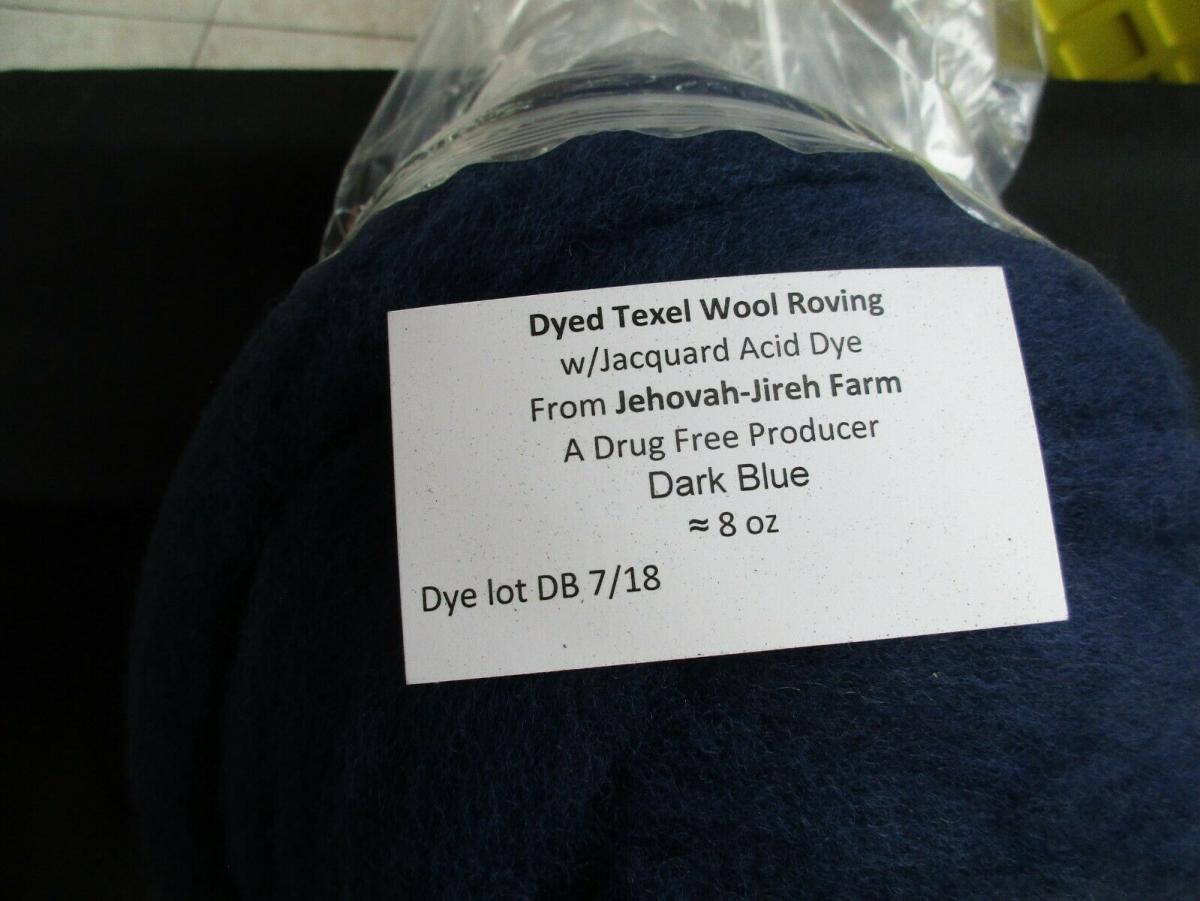 Dyed Texel Wool Roving
w/Jacquard Acid Dye
From Jehovah-Jireh Farm
A Drug Free Producer
Dark Blue
≈ 8 oz
Dye lot DB 7/18